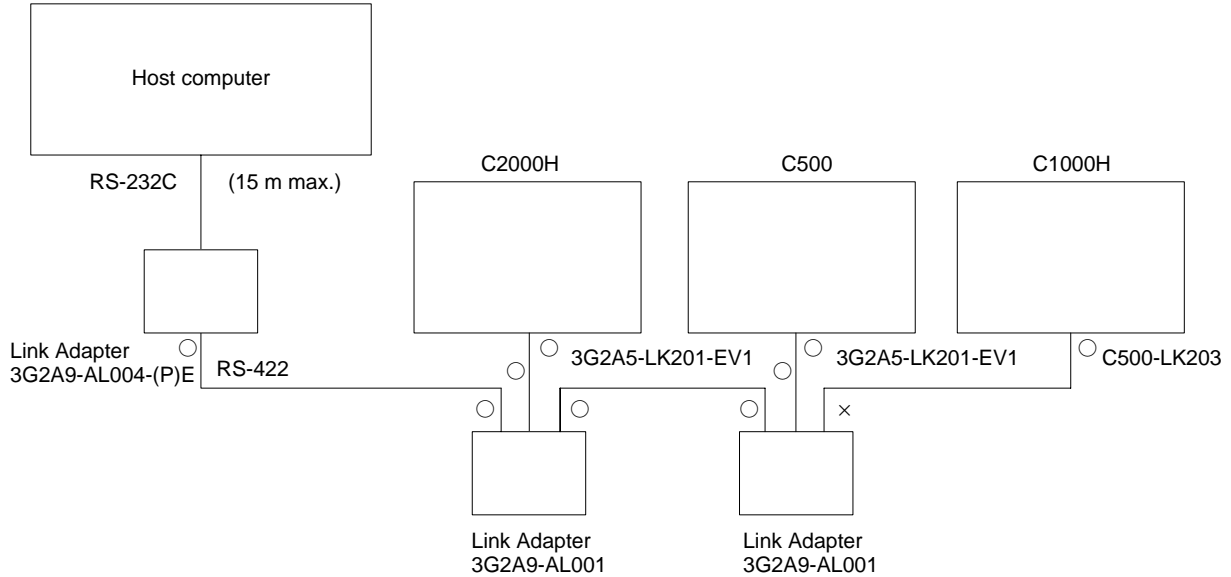 Host computer
RS-232C (15 m max.)
C2000H
C500
C1000H
Link Adapter
3G2A9-AL004-(P)E
RS-422
3G2A5-LK201-EV1
3G2A5-LK201-EV1
C500-LK203
×
Link Adapter
3G2A9-AL001
Link Adapter
3G2A9-AL001